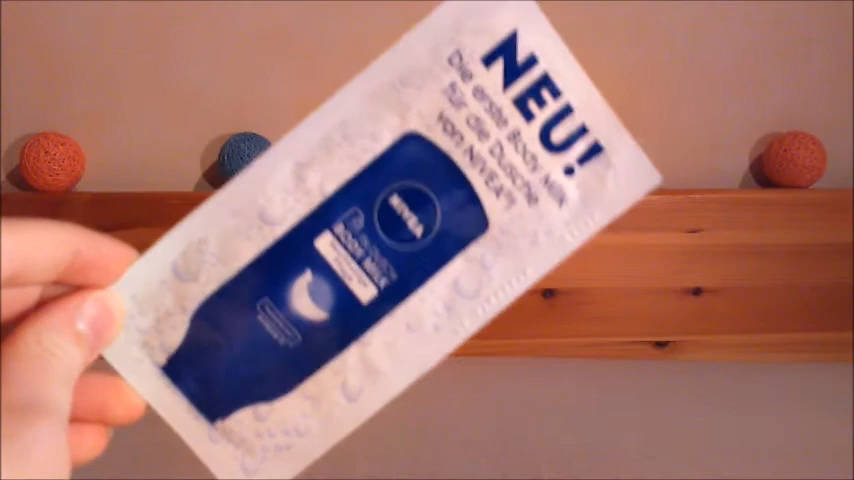 NEU!
Die erste Body Milk
für die Dusche
von NIVEA*!
NIVEA
BODY MILK